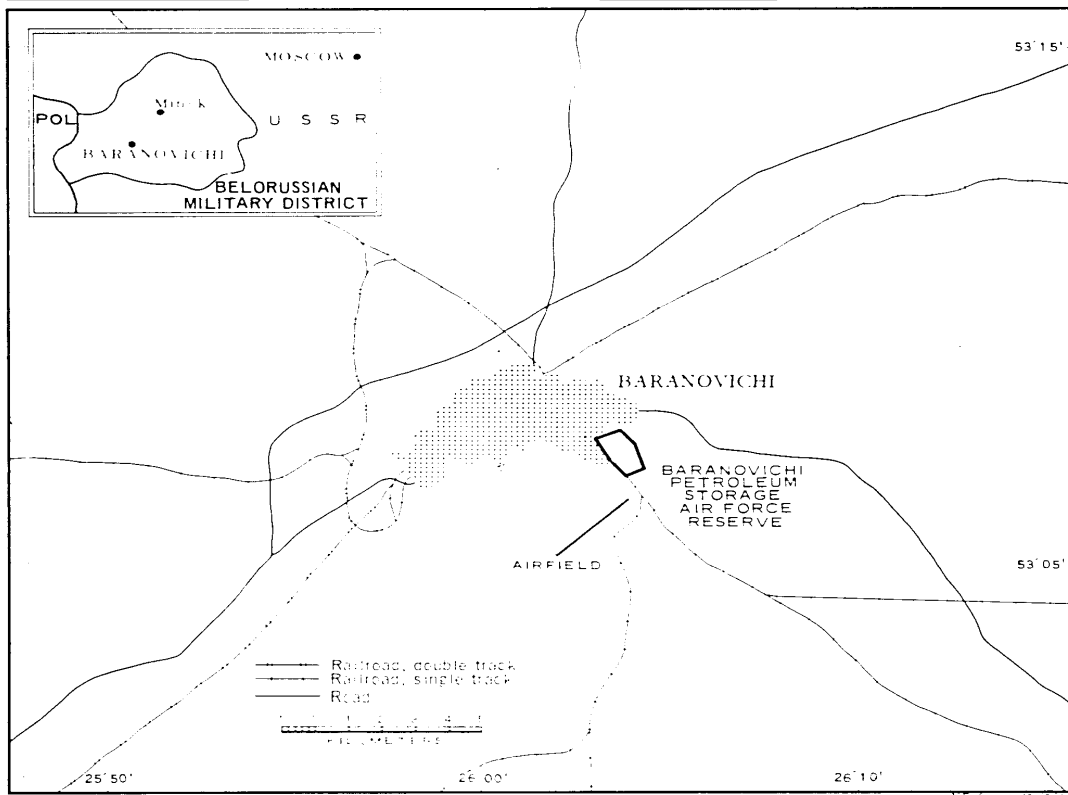 MOSCOW
53°15'
POL
Minsk
U S S R
BARANOVICHI
BELORUSSIAN
MILITARY DISTRICT
BARANOVICHI
BARANOVICHI
PETROLEUM
STORAGE
AIR FORCE
RESERVE
AIRFIELD
53°05'
Railroad, double track
Railroad, single track
Road
KILOMETERS
25°50'
26°00'
26°10'